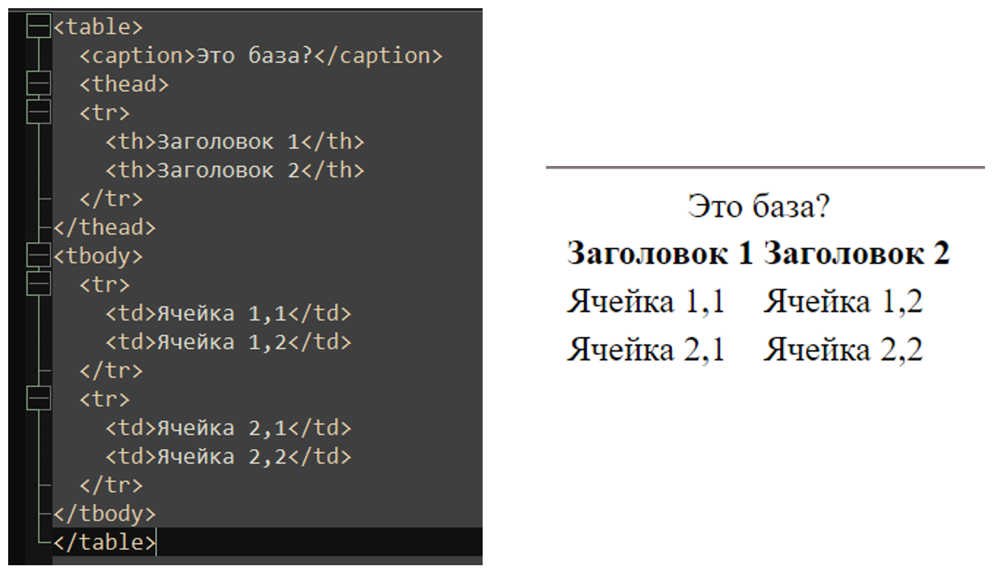 <table>
<caption>Это база?</caption>
<thead>
<tr>
<th>Заголовок 1</th>
<th>Заголовок 2</th>
</tr>
</thead>
<tbody>
<tr>
<td>Ячейка 1,1</td>
<td>Ячейка 1,2</td>
</tr>
<tr>
<td>Ячейка 2,1</td>
<td>Ячейка 2,2</td>
</tr>
</tbody>
</table>
Это база?
Заголовок 1 Заголовок 2
Ячейка 1,1 Ячейка 1,2
Ячейка 2,1 Ячейка 2,2